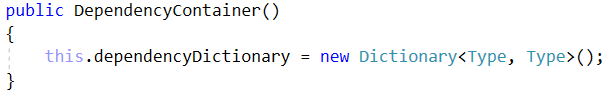 public DependencyContainer()
{
    this.dependencyDictionary = new Dictionary<Type, Type>();
}